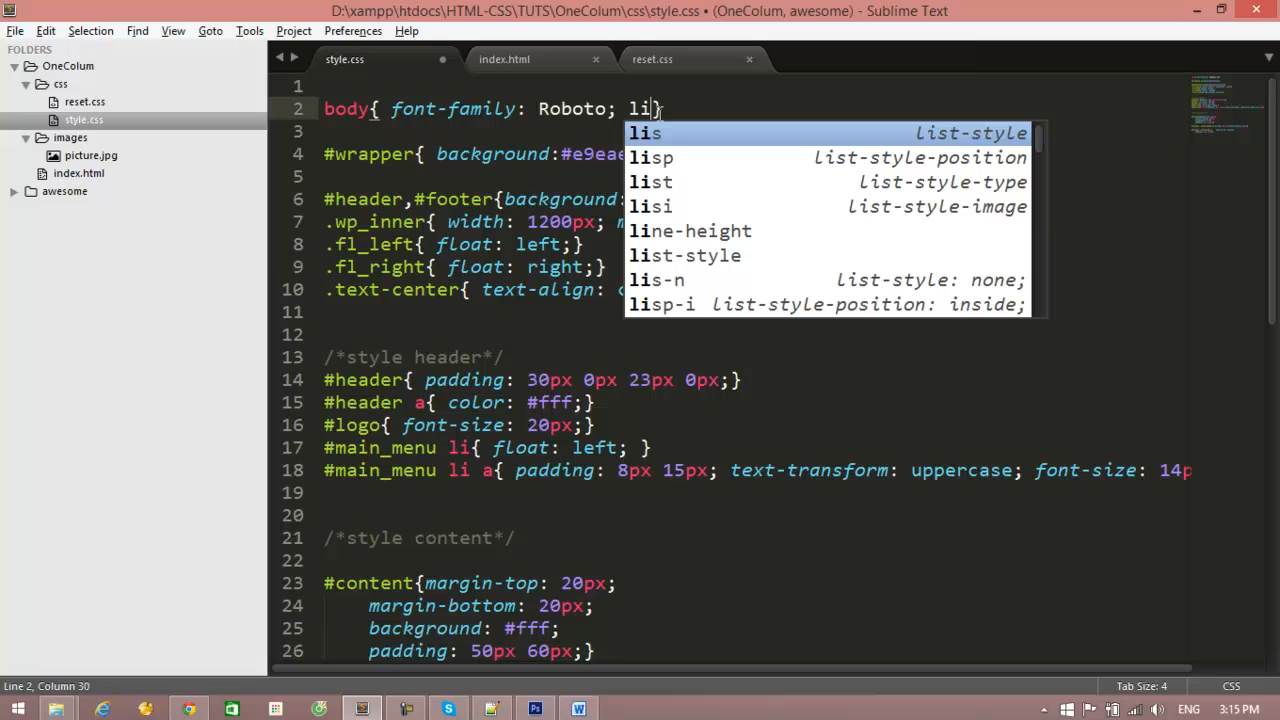 D:\xampp\htdocs\HTML-CSS\TUTS\OneColum\css\style.css • (OneColum, awesome) - Sublime Text
File Edit Selection Find View Goto Tools Project Preferences Help
FOLDERS
OneColum
css
reset.css
style.css
images
picture.jpg
index.html
awesome
style.css index.html reset.css
1
2 body{ font-family: Roboto; li}
3
4 #wrapper{ background:#e9eae
5
6 #header,#footer{background:
7 .wp_inner{ width: 1200px; m
8 .fl_left{ float: left;}
9 .fl_right{ float: right;}
10 .text-center{ text-align: c
11
12
13 /*style header*/
14 #header{ padding: 30px 0px 23px 0px;}
15 #header a{ color: #fff;}
16 #logo{ font-size: 20px;}
17 #main_menu li{ float: left; }
18 #main_menu li a{ padding: 8px 15px; text-transform: uppercase; font-size: 14p
19
20
21 /*style content*/
22
23 #content{margin-top: 20px;
24 margin-bottom: 20px;
25 background: #fff;
26 padding: 50px 60px;}
lis list-style
lisp list-style-position
list list-style-type
lisi list-style-image
line-height
list-style
lis-n list-style: none;
lisp-i list-style-position: inside;
Line 2, Column 30 Tab Size: 4 CSS
ENG 3:15 PM